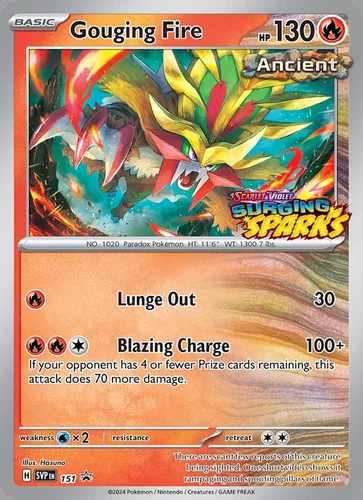 BASIC
Gouging Fire
HP 130
Ancient
SCARLET & VIOLET
SURGING
SPARKS
NO. 1020 Paradox Pokémon HT: 11'6" WT: 1300.7 lbs.
Lunge Out 30
Blazing Charge 100+
If your opponent has 4 or fewer Prize cards remaining, this
attack does 70 more damage.
weakness ×2 resistance retreat
Illus. Hasuno
H SVP EN 151
There are scant few reports of this creature
being sighted. One short video shows it
rampaging and spouting pillars of flame.
©2024 Pokémon / Nintendo / Creatures / GAME FREAK